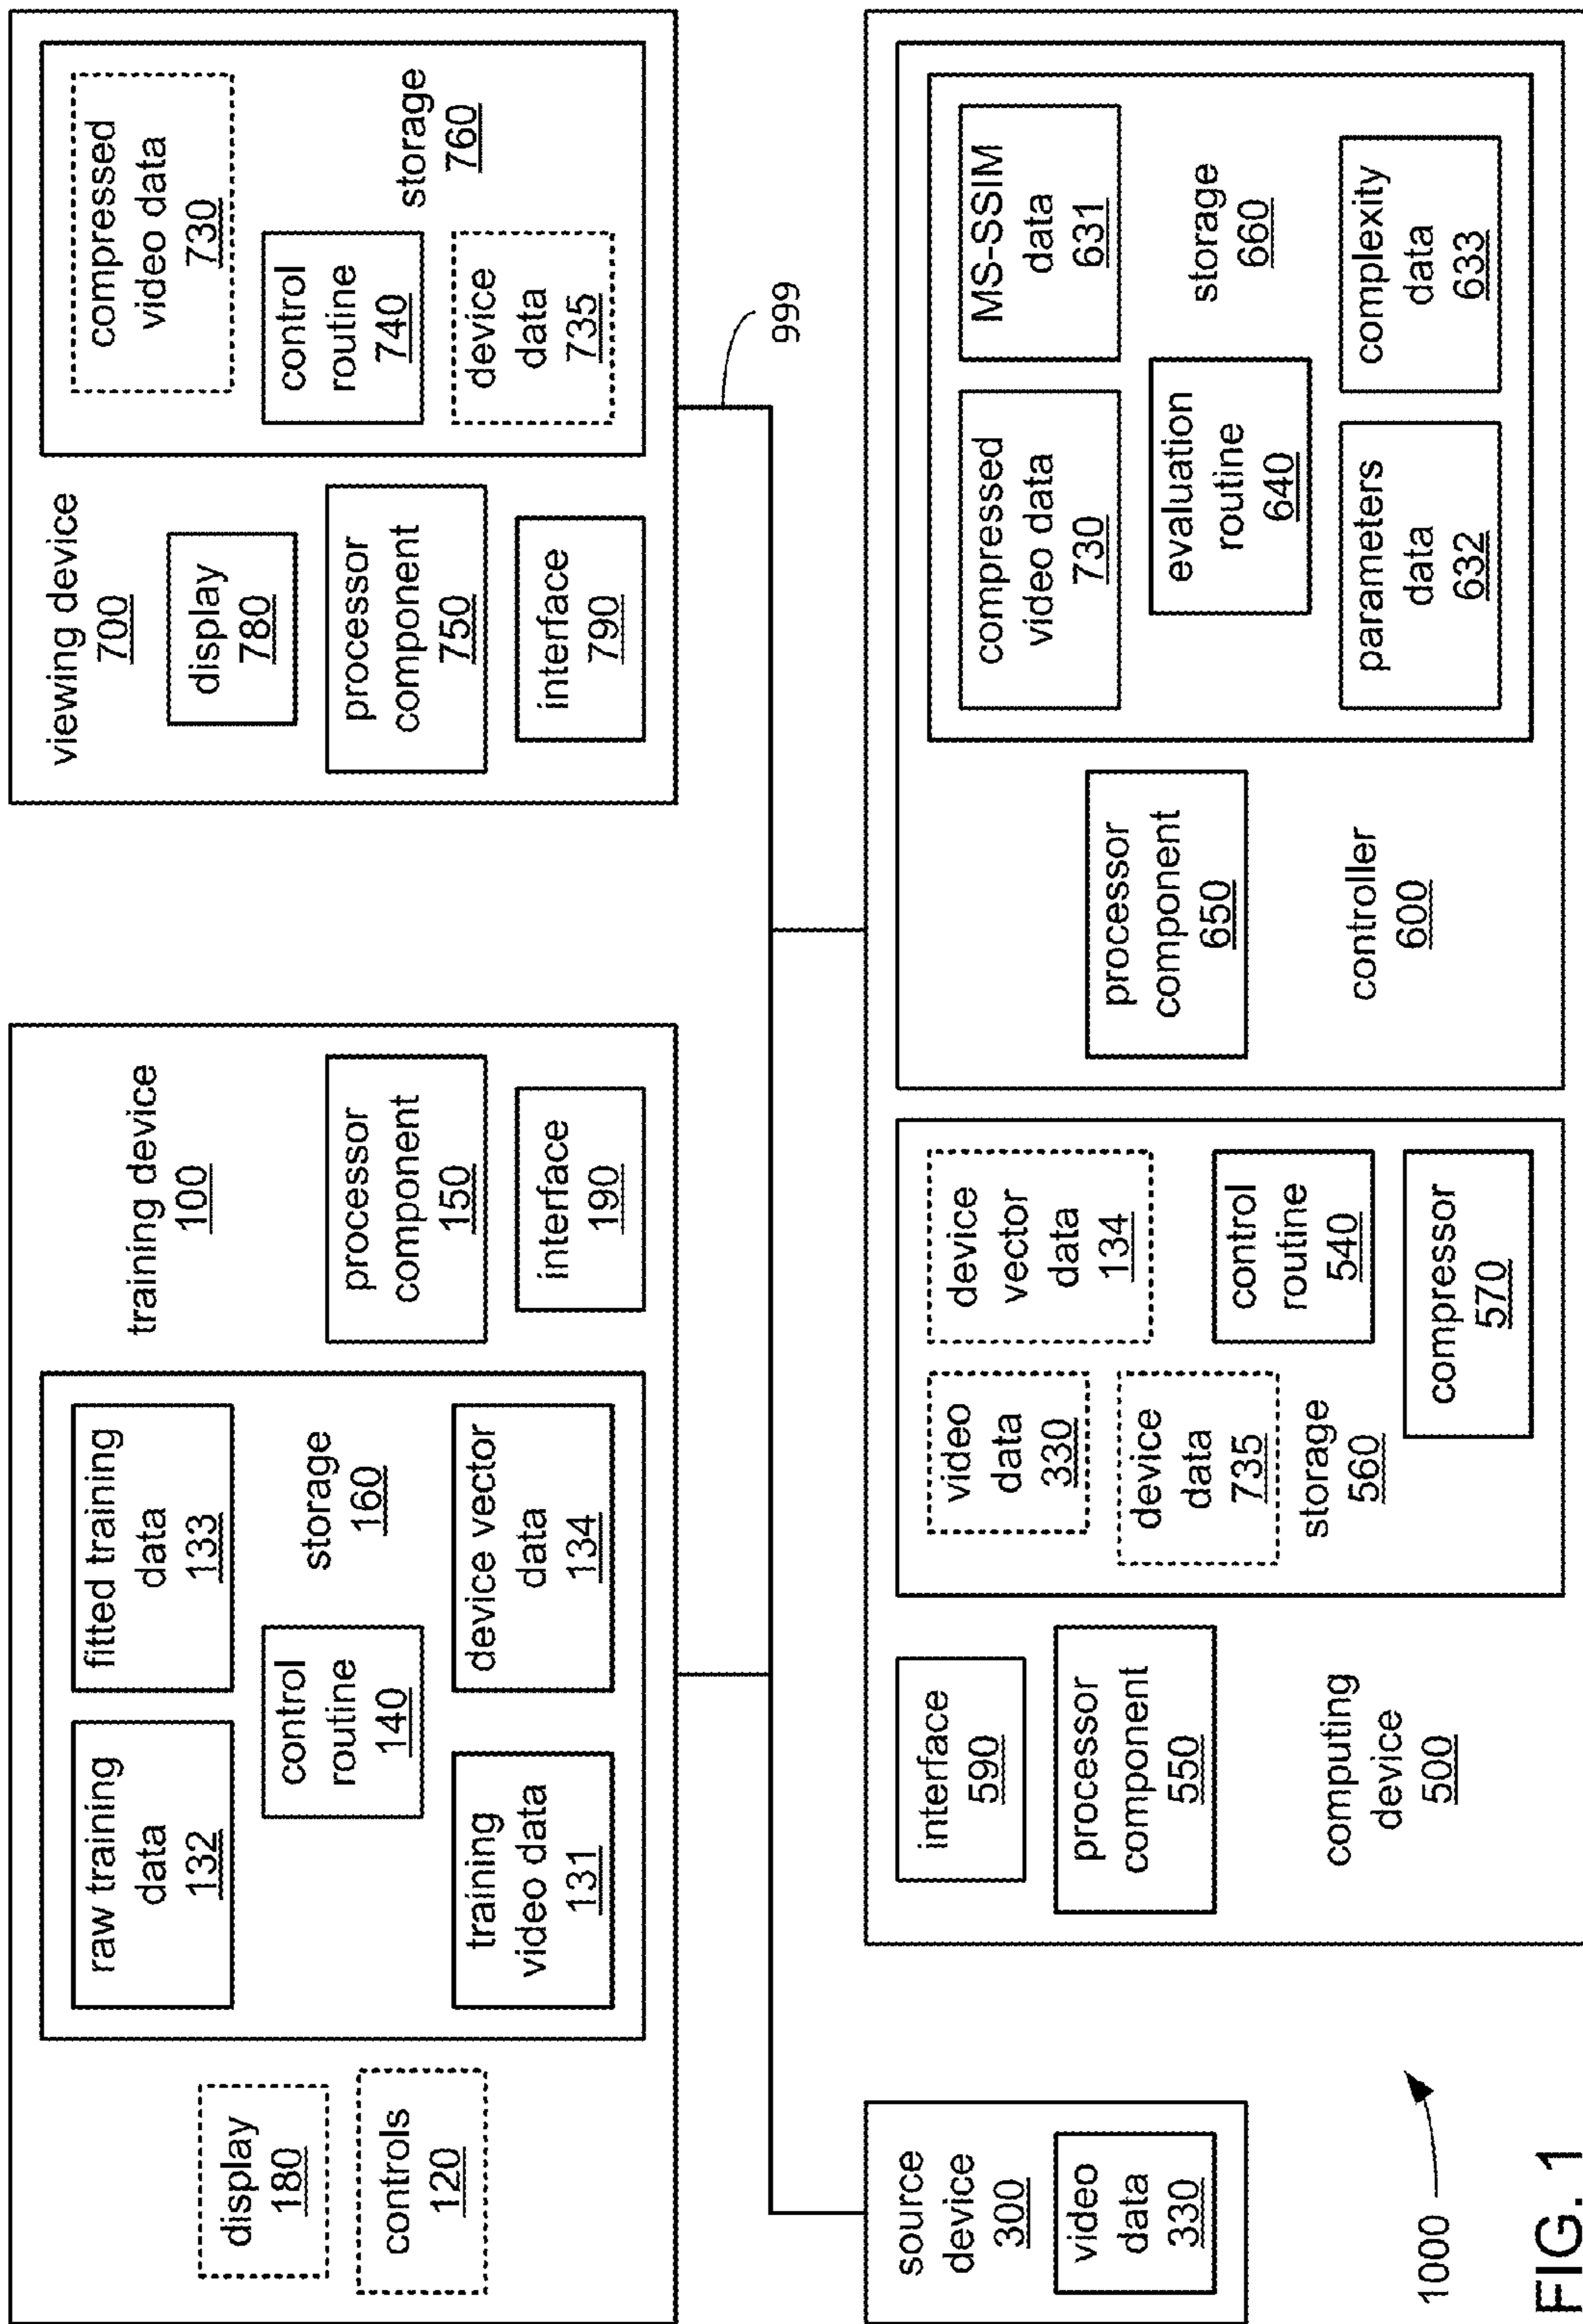 training device
100
display
180
controls
120
raw training
data
132
fitted training
data
133
control
routine
140
storage
160
training
video data
131
device vector
data
134
processor
component
150
interface
190
viewing device
700
display
780
processor
component
750
interface
790
compressed
video data
730
control
routine
740
device
data
735
storage
760
999
source
device
300
video
data
330
interface
590
processor
component
550
computing
device
500
video
data
330
device
vector
data
134
device
data
735
storage
560
control
routine
540
compressor
570
processor
component
650
controller
600
compressed
video data
730
MS-SSIM
data
631
evaluation
routine
640
storage
660
parameters
data
632
complexity
data
633
1000
FIG. 1